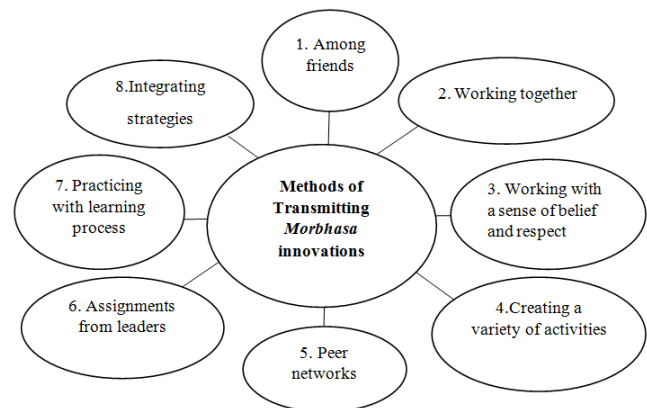 1. Among
friends
2. Working together
3. Working with
a sense of belief
and respect
4.Creating a
variety of activities
5. Peer
networks
6. Assignments
from leaders
7. Practicing
with learning
process
8.Integrating
strategies
Methods of
Transmitting
Morbhasa
innovations